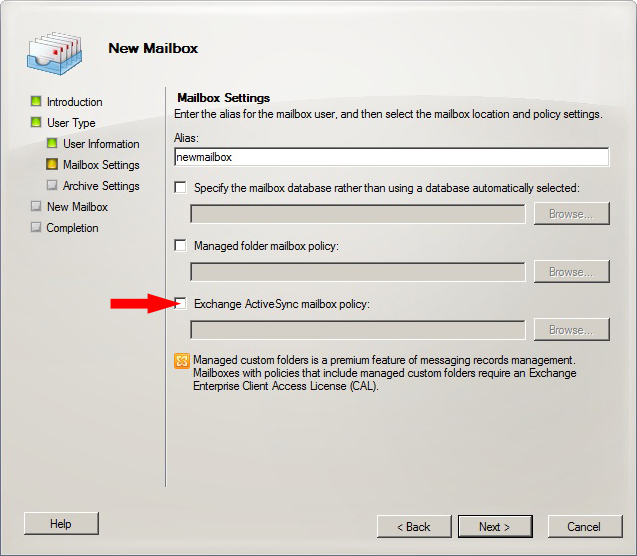 New Mailbox
Introduction
User Type
User Information
Mailbox Settings
Archive Settings
New Mailbox
Completion
Mailbox Settings
Enter the alias for the mailbox user, and then select the mailbox location and policy settings.
Alias:
newmailbox
Specify the mailbox database rather than using a database automatically selected:
Browse...
Managed folder mailbox policy:
Browse...
Exchange ActiveSync mailbox policy:
Browse...
Managed custom folders is a premium feature of messaging records management.
Mailboxes with policies that include managed custom folders require an Exchange
Enterprise Client Access License (CAL).
Help
< Back
Next >
Cancel